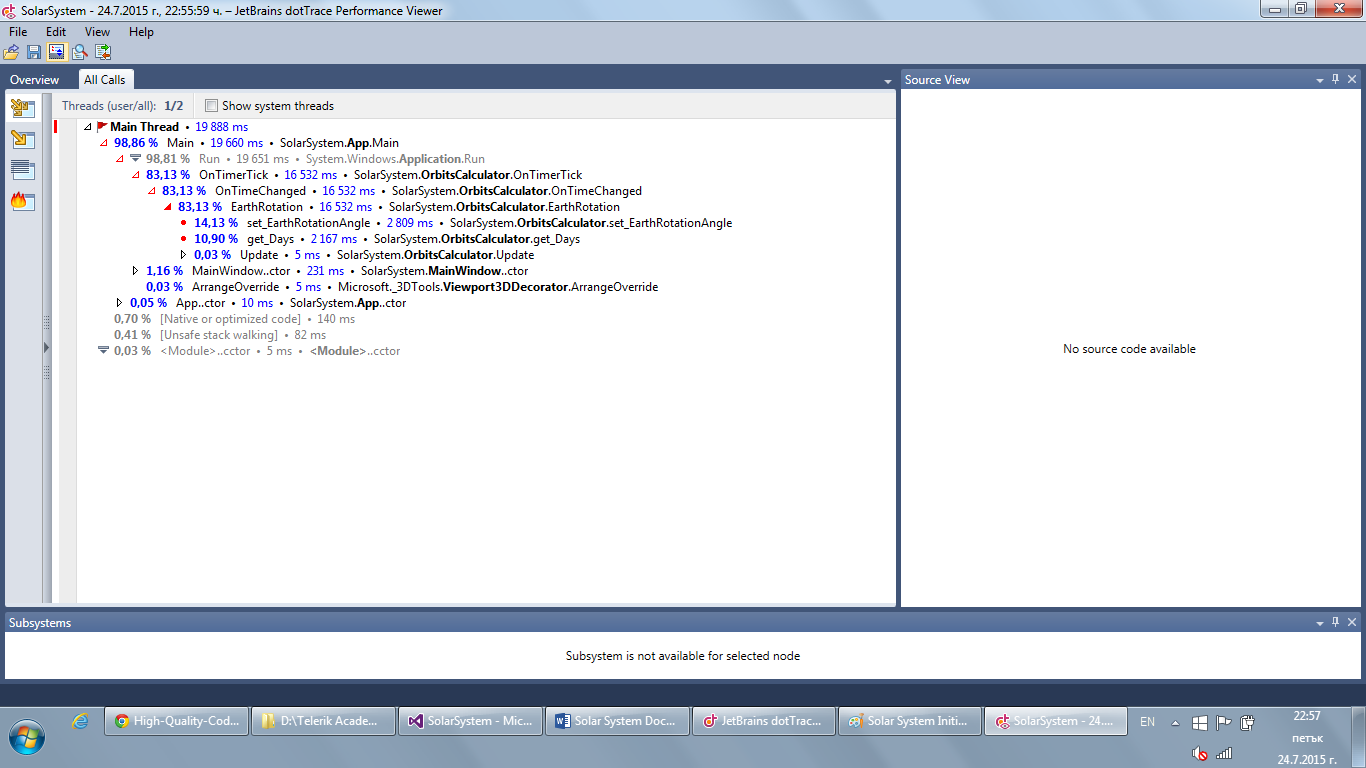 SolarSystem - 24.7.2015 г., 22:55:59 ч. – JetBrains dotTrace Performance Viewer
File Edit View Help
Overview All Calls
Threads (user/all): 1/2 Show system threads
Main Thread • 19 888 ms
98,86 % Main • 19 660 ms • SolarSystem.App.Main
98,81 % Run • 19 651 ms • System.Windows.Application.Run
83,13 % OnTimerTick • 16 532 ms • SolarSystem.OrbitsCalculator.OnTimerTick
83,13 % OnTimeChanged • 16 532 ms • SolarSystem.OrbitsCalculator.OnTimeChanged
83,13 % EarthRotation • 16 532 ms • SolarSystem.OrbitsCalculator.EarthRotation
14,13 % set_EarthRotationAngle • 2 809 ms • SolarSystem.OrbitsCalculator.set_EarthRotationAngle
10,90 % get_Days • 2 167 ms • SolarSystem.OrbitsCalculator.get_Days
0,03 % Update • 5 ms • SolarSystem.OrbitsCalculator.Update
1,16 % MainWindow..ctor • 231 ms • SolarSystem.MainWindow..ctor
0,03 % ArrangeOverride • 5 ms • Microsoft._3DTools.Viewport3DDecorator.ArrangeOverride
0,05 % App..ctor • 10 ms • SolarSystem.App..ctor
0,70 % [Native or optimized code] • 140 ms
0,41 % [Unsafe stack walking] • 82 ms
0,03 % <Module>..cctor • 5 ms • <Module>..cctor
Source View
No source code available
Subsystems
Subsystem is not available for selected node
High-Quality-Cod... D:\Telerik Acade... SolarSystem - Mic... Solar System Doc... JetBrains dotTrac... Solar System Initi... SolarSystem - 24.... EN
22:57
петък
24.7.2015 г.